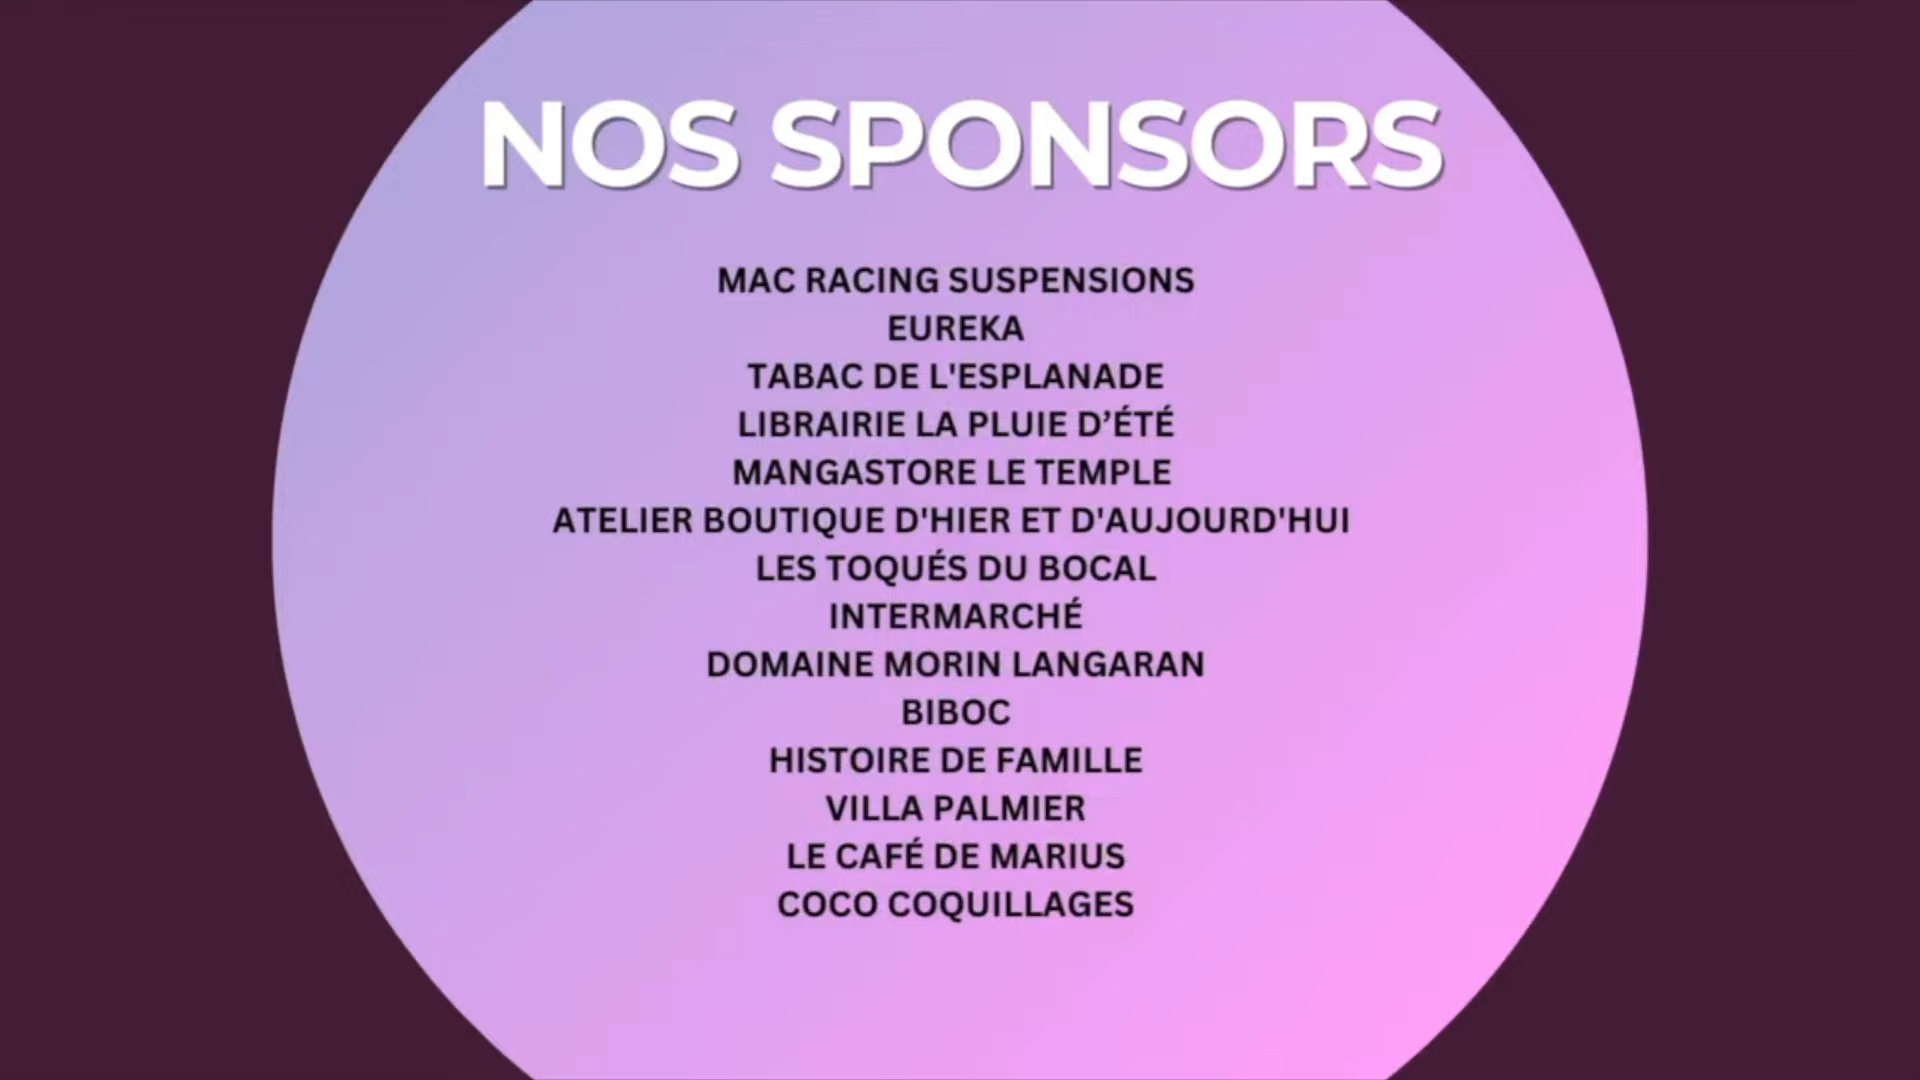 NOS SPONSORS
MAC RACING SUSPENSIONS
EUREKA
TABAC DE L'ESPLANADE
LIBRAIRIE LA PLUIE D’ÉTÉ
MANGASTORE LE TEMPLE
ATELIER BOUTIQUE D'HIER ET D'AUJOURD'HUI
LES TOQUÉS DU BOCAL
INTERMARCHÉ
DOMAINE MORIN LANGARAN
BIBOC
HISTOIRE DE FAMILLE
VILLA PALMIER
LE CAFÉ DE MARIUS
COCO COQUILLAGES